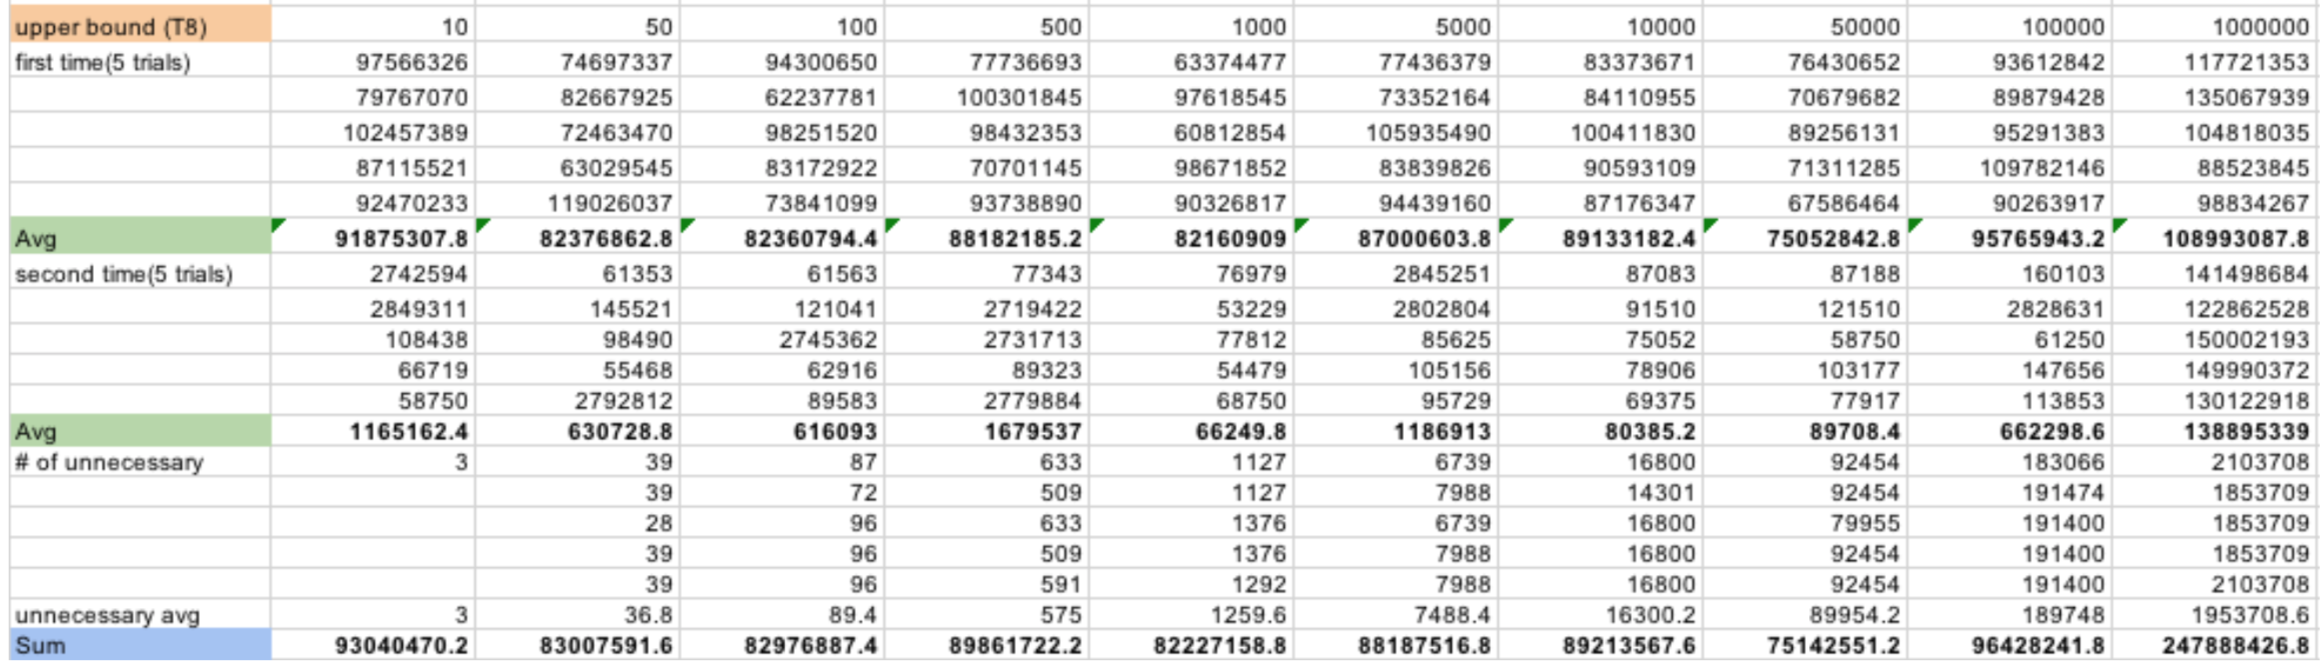 upper bound (T8) 10 50 100 500 1000 5000 10000 50000 100000 1000000
first time(5 trials) 97566326 74697337 94300650 77736693 63374477 77436379 83373671 76430652 93612842 117721353
79767070 82667925 62237781 100301845 97618545 73352164 84110955 70679682 89879428 135067939
102457389 72463470 98251520 98432353 60812854 105935490 100411830 89256131 95291383 104818035
87115521 63029545 83172922 70701145 98671852 83839826 90593109 71311285 109782146 88523845
92470233 119026037 73841099 93738890 90326817 94439160 87176347 67586464 90263917 98834267
Avg 91875307.8 82376862.8 82360794.4 88182185.2 82160909 87000603.8 89133182.4 75052842.8 95765943.2 108993087.8
second time(5 trials) 2742594 61353 61563 77343 76979 2845251 87083 87188 160103 141498684
2849311 145521 121041 2719422 53229 2802804 91510 121510 2828631 122862528
108438 98490 2745362 2731713 77812 85625 75052 58750 61250 150002193
66719 55468 62916 89323 54479 105156 78906 103177 147656 149990372
58750 2792812 89583 2779884 68750 95729 69375 77917 113853 130122918
Avg 1165162.4 630728.8 616093 1679537 66249.8 1186913 80385.2 89708.4 662298.6 138895339
# of unnecessary 3 39 87 633 1127 6739 16800 92454 183066 2103708
39 72 509 1127 7988 14301 92454 191474 1853709
28 96 633 1376 6739 16800 79955 191400 1853709
39 96 509 1376 7988 16800 92454 191400 1853709
39 96 591 1292 7988 16800 92454 191400 2103708
unnecessary avg 3 36.8 89.4 575 1259.6 7488.4 16300.2 89954.2 189748 1953708.6
Sum 93040470.2 83007591.6 82976887.4 89861722.2 82227158.8 88187516.8 89213567.6 75142551.2 96428241.8 247888426.8